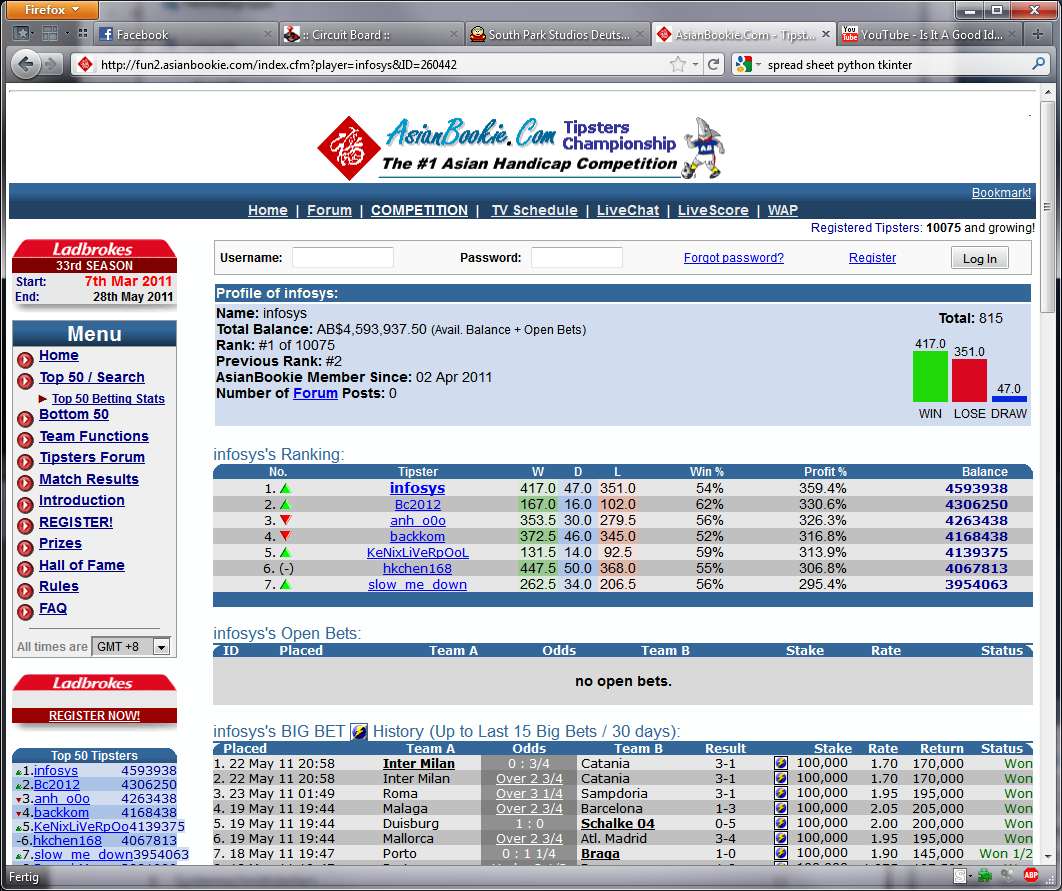 Firefox
Facebook
:: Circuit Board ::
South Park Studios Deuts...
AsianBookie.Com - Tipst...
YouTube - Is It A Good Id...
http://fun2.asianbookie.com/index.cfm?player=infosys&ID=260442
spread sheet python tkinter
AsianBookie.Com Tipsters Championship
The #1 Asian Handicap Competition
Bookmark!
Home | Forum | COMPETITION | TV Schedule | LiveChat | LiveScore | WAP
Registered Tipsters: 10075 and growing!
Ladbrokes
33rd SEASON
Start: 7th Mar 2011
End: 28th May 2011
Menu
Home
Top 50 / Search
Top 50 Betting Stats
Bottom 50
Team Functions
Tipsters Forum
Match Results
Introduction
REGISTER!
Prizes
Hall of Fame
Rules
FAQ
All times are GMT +8
Ladbrokes
REGISTER NOW!
Top 50 Tipsters
1.infosys 4593938
2.Bc2012 4306250
3.anh_o0o 4263438
4.backkom 4168438
5.KeNixLiVeRpOo4139375
-6.hkchen168 4067813
7.slow_me_down3954063
Username: Password: Forgot password? Register Log In
Profile of infosys:
Name: infosys
Total Balance: AB$4,593,937.50 (Avail. Balance + Open Bets)
Rank: #1 of 10075
Previous Rank: #2
AsianBookie Member Since: 02 Apr 2011
Number of Forum Posts: 0
Total: 815
417.0 351.0 47.0
WIN LOSE DRAW
infosys's Ranking:
No. Tipster W D L Win % Profit % Balance
1. infosys 417.0 47.0 351.0 54% 359.4% 4593938
2. Bc2012 167.0 16.0 102.0 62% 330.6% 4306250
3. anh_o0o 353.5 30.0 279.5 56% 326.3% 4263438
4. backkom 372.5 46.0 345.0 52% 316.8% 4168438
5. KeNixLiVeRpOoL 131.5 14.0 92.5 59% 313.9% 4139375
6. (-) hkchen168 447.5 50.0 368.0 55% 306.8% 4067813
7. slow_me_down 262.5 34.0 206.5 56% 295.4% 3954063
infosys's Open Bets:
ID Placed Team A Odds Team B Stake Rate Status
no open bets.
infosys's BIG BET History (Up to Last 15 Big Bets / 30 days):
Placed Team A Odds Team B Result Stake Rate Return Status
1. 22 May 11 20:58 Inter Milan 0 : 3/4 Catania 3-1 100,000 1.70 170,000 Won
2. 22 May 11 20:58 Inter Milan Over 2 3/4 Catania 3-1 100,000 1.70 170,000 Won
3. 23 May 11 01:49 Roma Over 3 1/4 Sampdoria 3-1 100,000 1.95 195,000 Won
4. 19 May 11 19:44 Malaga Over 2 3/4 Barcelona 1-3 100,000 2.05 205,000 Won
5. 19 May 11 19:44 Duisburg 1 : 0 Schalke 04 0-5 100,000 2.00 200,000 Won
6. 19 May 11 19:44 Mallorca Over 2 3/4 Atl. Madrid 3-4 100,000 1.95 195,000 Won
7. 18 May 11 19:47 Porto 0 : 1 1/4 Braga 1-0 100,000 1.90 145,000 Won 1/2
Fertig
ABP